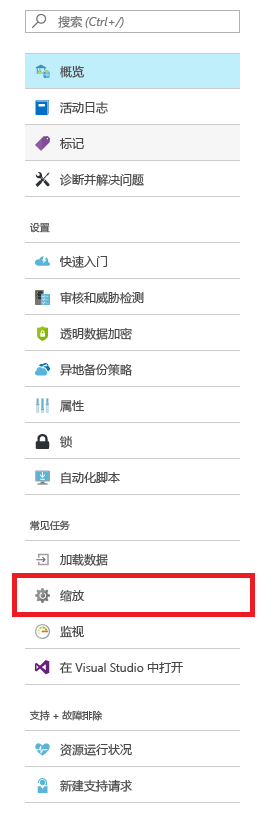 搜索 (Ctrl+/)
概览
活动日志
标记
诊断并解决问题
设置
快速入门
审核和威胁检测
透明数据加密
异地备份策略
属性
锁
自动化脚本
常见任务
加载数据
缩放
监视
在 Visual Studio 中打开
支持 + 故障排除
资源运行状况
新建支持请求